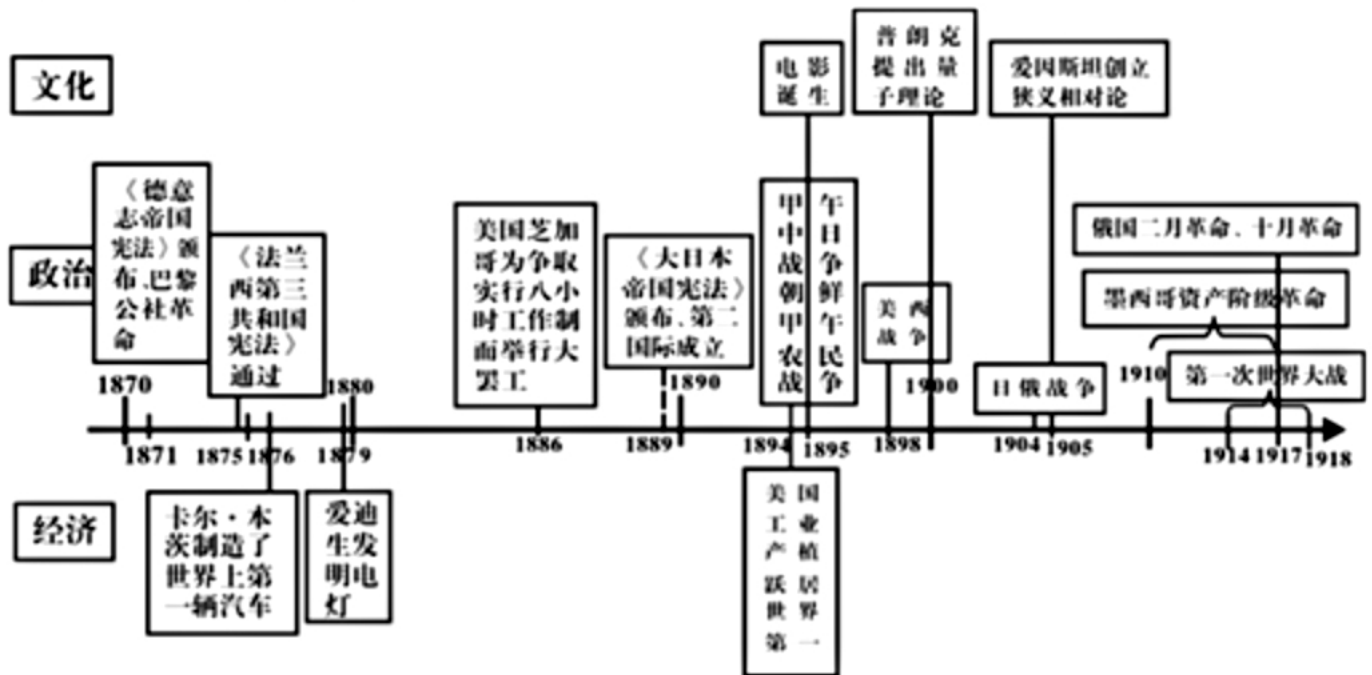 文化
电影
诞生
普朗克
提出量
子理论
爱因斯坦创立
狭义相对论
政治
《德意
志帝国
宪法》颁
布、巴黎
公社革
命
《法兰
西第三
共和国
宪法》
通过
美国芝加
哥为争取
实行八小
时工作制
而举行大
罢工
《大日本
帝国宪法》
颁布、第二
国际成立
甲午
中日
战争
朝鲜
甲午
农民
战争
美西
战争
日俄战争
俄国二月革命、十月革命
墨西哥资产阶级革命
第一次世界大战
1870
1880
1890
1900
1910
1871
1875
1876
1879
1886
1889
1894
1895
1898
1904
1905
1914
1917
1918
经济
卡尔·本
茨制造了
世界上第
一辆汽车
爱迪
生发
明电
灯
美国
工业
产植
跃居
世界
第一